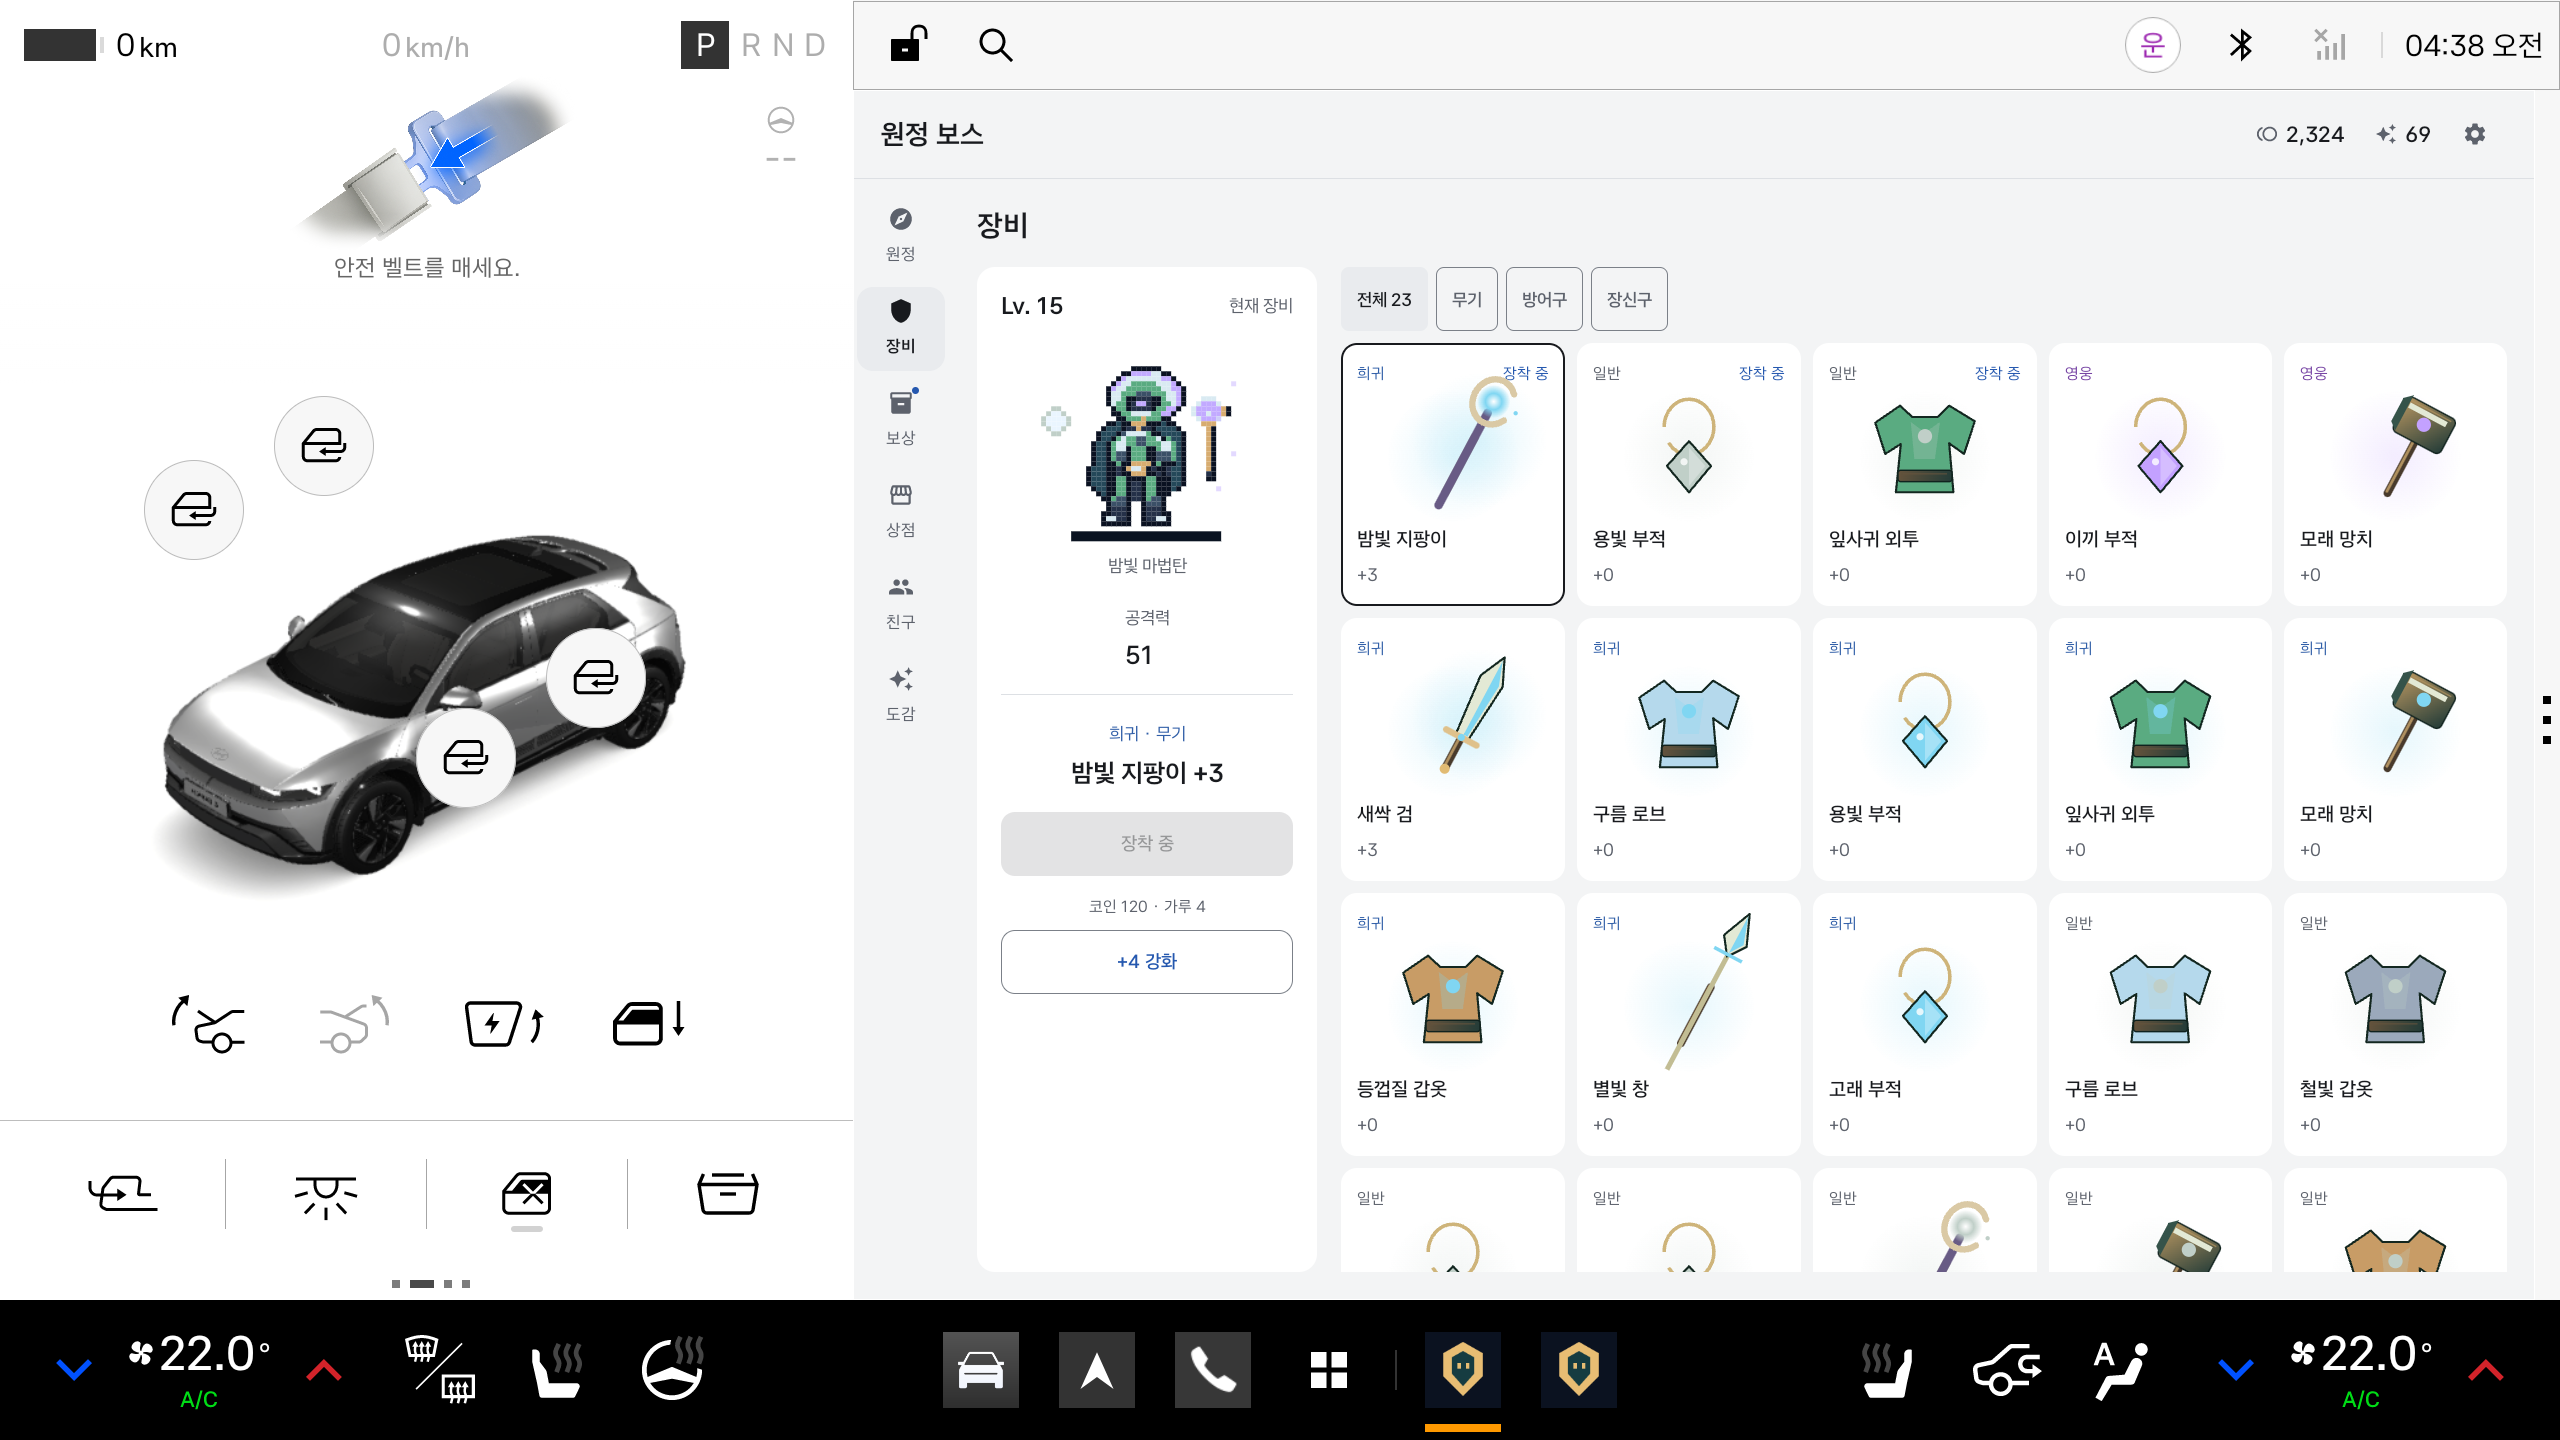 0 km
0 km/h
P R N D
운
04:38 오전
안전 벨트를 매세요.
원정 보스
2,324
69
원정
장비
보상
상점
친구
도감
장비
Lv. 15
현재 장비
밤빛 마법탄
공격력
51
희귀 · 무기
밤빛 지팡이 +3
장착 중
코인 120 · 가루 4
+4 강화
전체 23
무기
방어구
장신구
희귀
장착 중
밤빛 지팡이
+3
일반
장착 중
용빛 부적
+0
일반
장착 중
잎사귀 외투
+0
영웅
이끼 부적
+0
영웅
모래 망치
+0
희귀
새싹 검
+3
희귀
구름 로브
+0
희귀
용빛 부적
+0
희귀
잎사귀 외투
+0
희귀
모래 망치
+0
희귀
등껍질 갑옷
+0
희귀
별빛 창
+0
희귀
고래 부적
+0
일반
구름 로브
+0
일반
철빛 갑옷
+0
일반
일반
일반
일반
일반
22.0°
A/C
A
22.0°
A/C